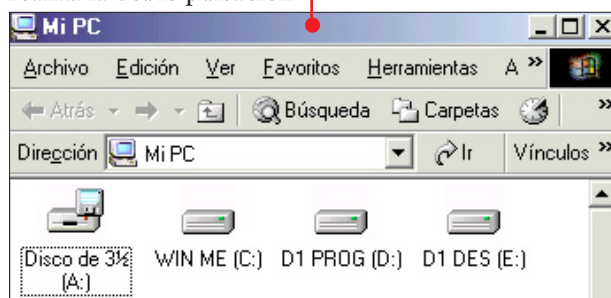 Mi PC
Archivo Edición Ver Favoritos Herramientas A »
Atrás Búsqueda Carpetas »
Dirección Mi PC Ir Vínculos »
Disco de 3½ (A:) WIN ME (C:) D1 PROG (D:) D1 DES (E:)